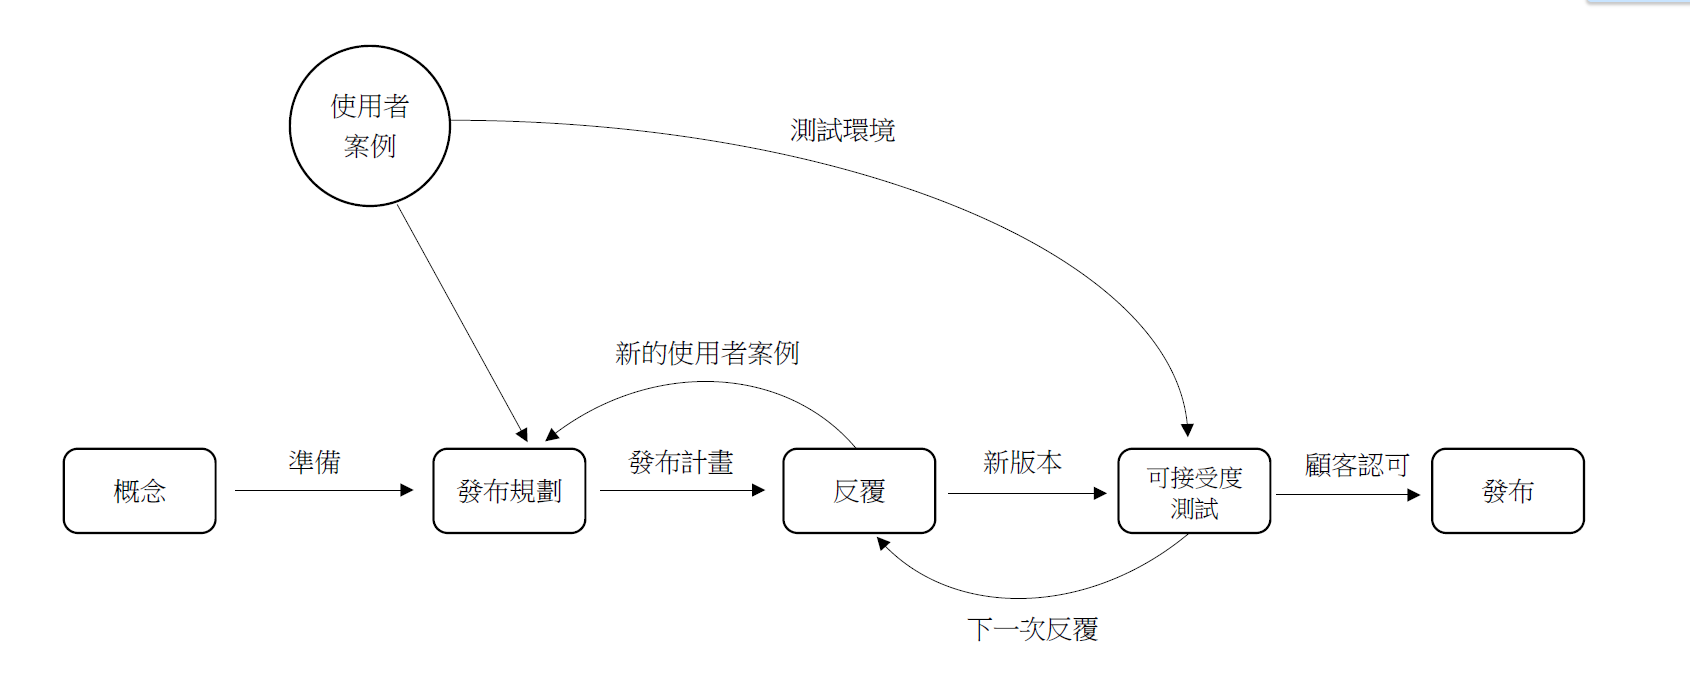 使用者
案例
測試環境
新的使用者案例
概念
準備
發布規劃
發布計畫
反覆
新版本
可接受度
測試
顧客認可
發布
下一次反覆